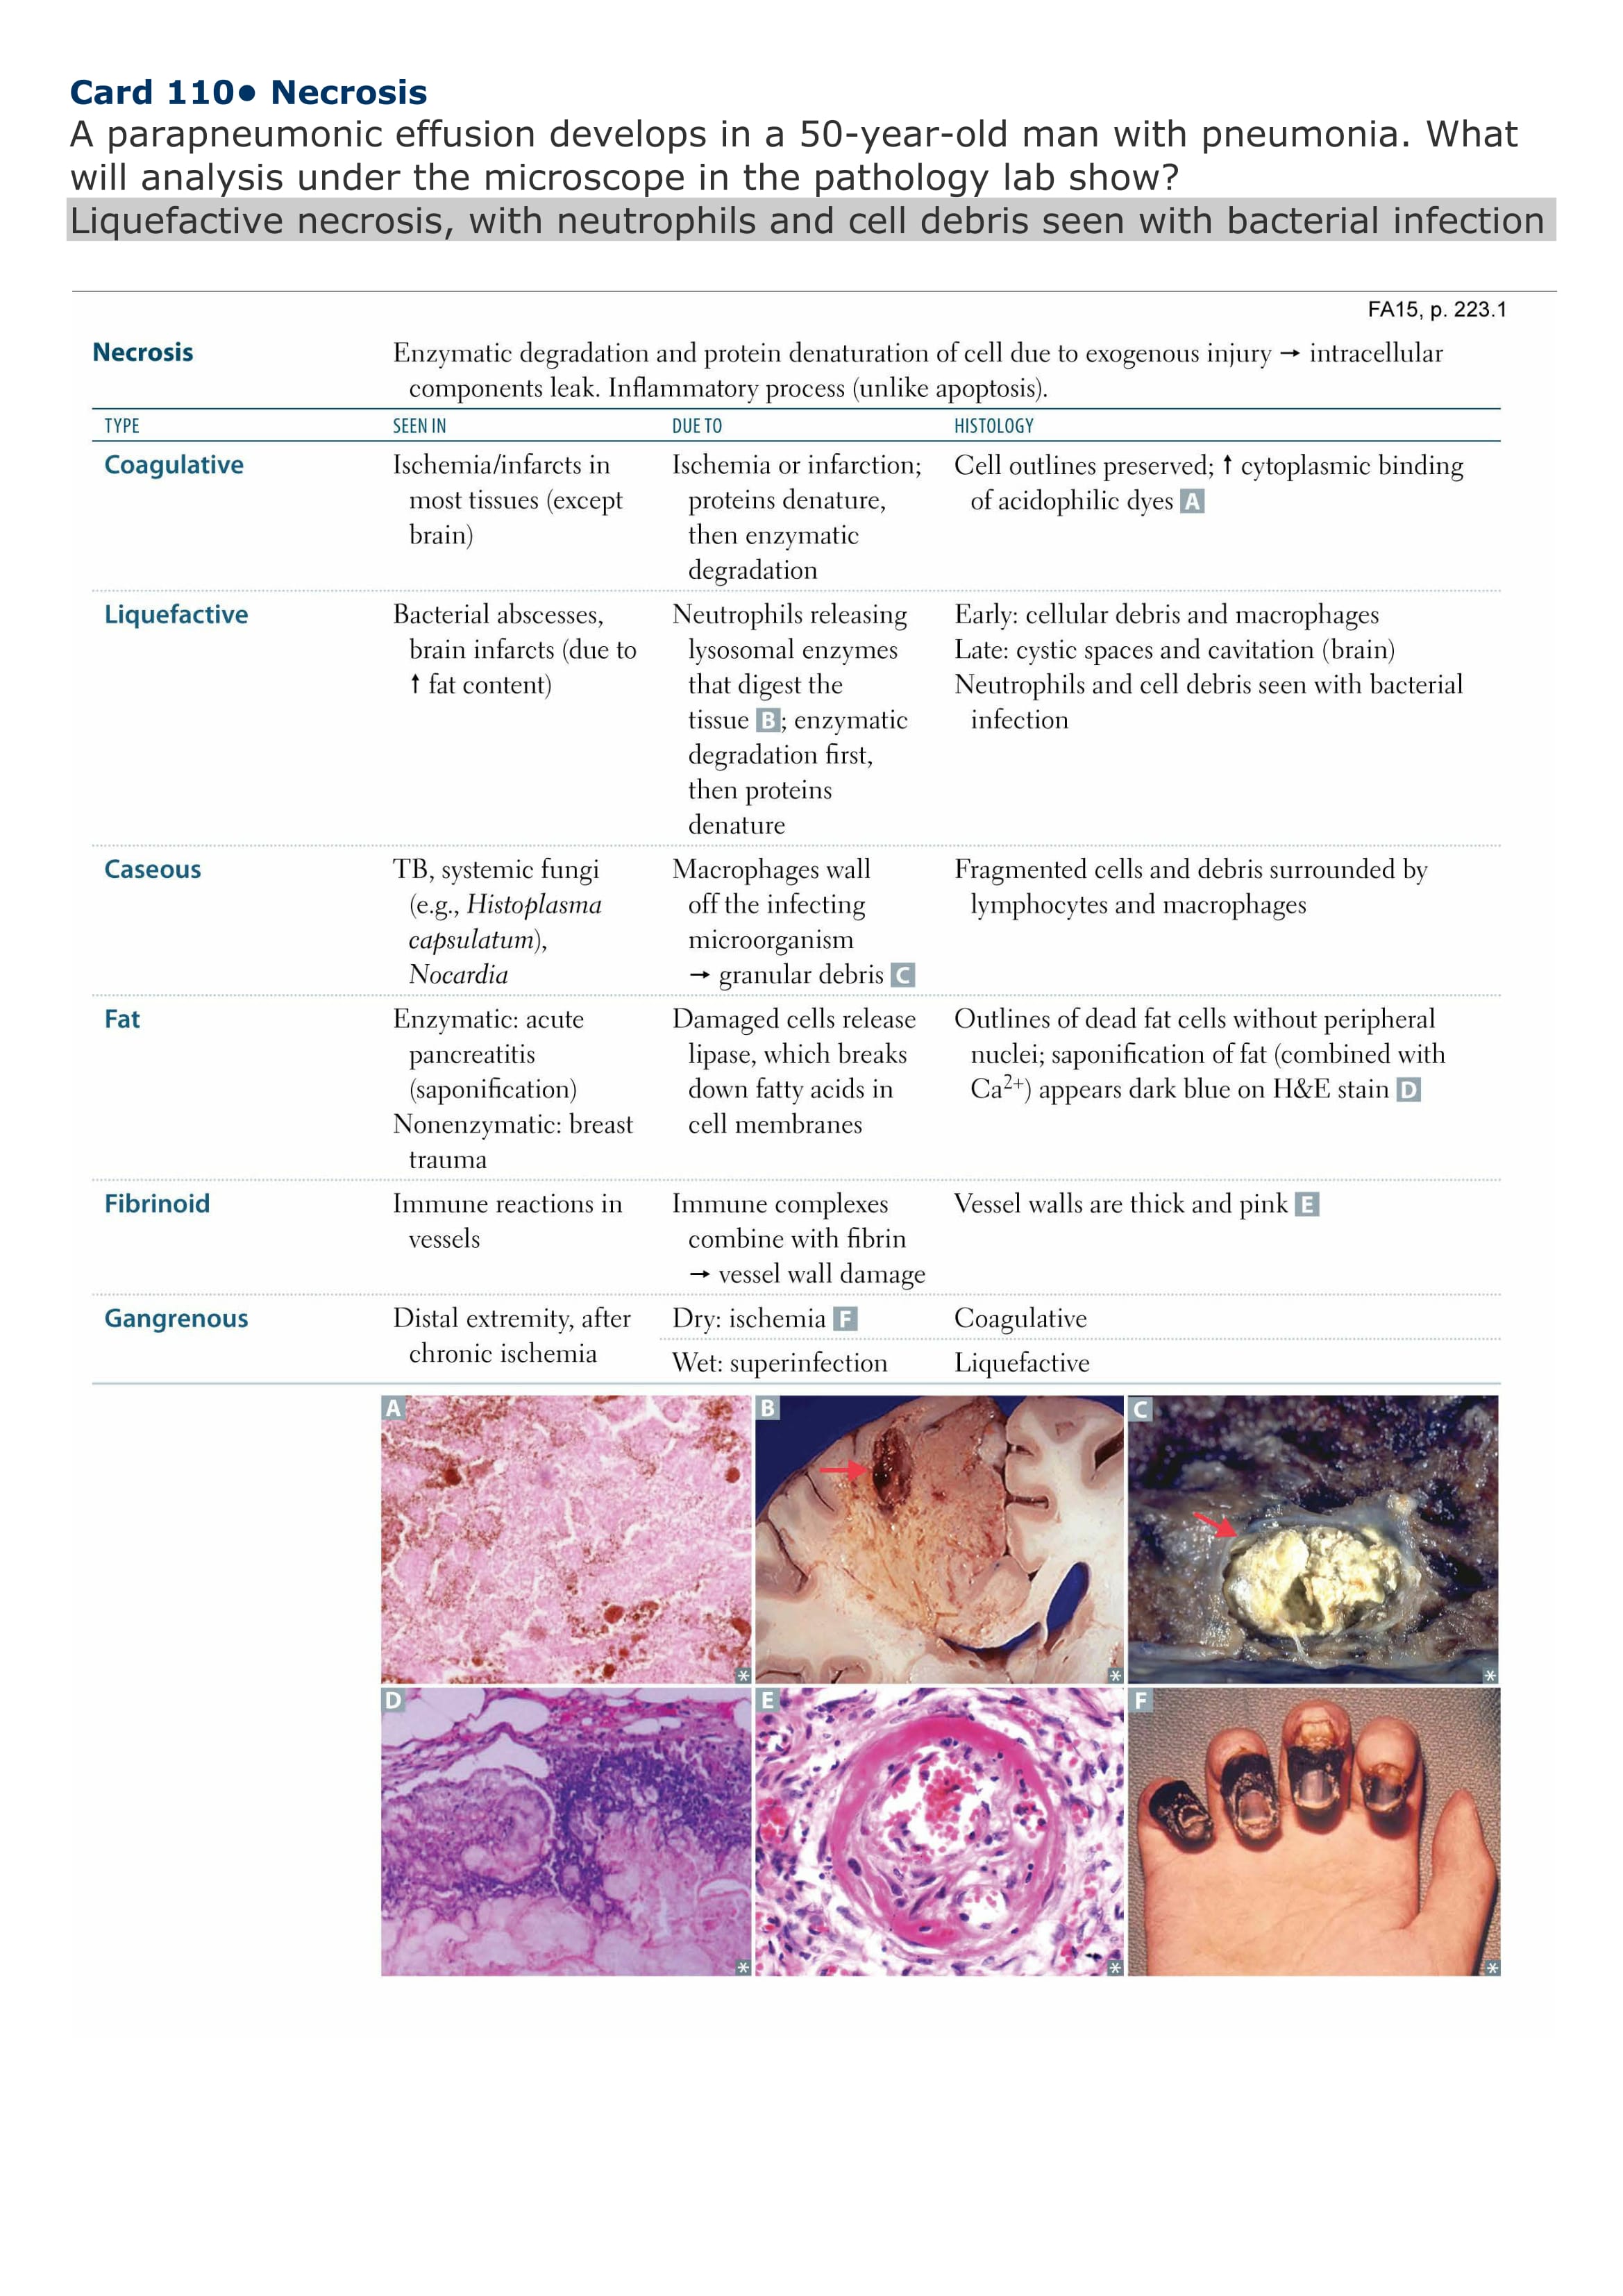 Card 110• Necrosis
A parapneumonic effusion develops in a 50-year-old man with pneumonia. What
will analysis under the microscope in the pathology lab show?
Liquefactive necrosis, with neutrophils and cell debris seen with bacterial infection
FA15, p. 223.1
Necrosis
Enzymatic degradation and protein denaturation of cell due to exogenous injury → intracellular
components leak. Inflammatory process (unlike apoptosis).
TYPE
SEEN IN
DUE TO
HISTOLOGY
Coagulative
Ischemia/infarcts in
most tissues (except
brain)
Ischemia or infarction;
proteins denature,
then enzymatic
degradation
Cell outlines preserved; ↑ cytoplasmic binding
of acidophilic dyes A
Liquefactive
Bacterial abscesses,
brain infarcts (due to
↑ fat content)
Neutrophils releasing
lysosomal enzymes
that digest the
tissue B; enzymatic
degradation first,
then proteins
denature
Early: cellular debris and macrophages
Late: cystic spaces and cavitation (brain)
Neutrophils and cell debris seen with bacterial
infection
Caseous
TB, systemic fungi
(e.g., Histoplasma
capsulatum),
Nocardia
Macrophages wall
off the infecting
microorganism
→ granular debris C
Fragmented cells and debris surrounded by
lymphocytes and macrophages
Fat
Enzymatic: acute
pancreatitis
(saponification)
Nonenzymatic: breast
trauma
Damaged cells release
lipase, which breaks
down fatty acids in
cell membranes
Outlines of dead fat cells without peripheral
nuclei; saponification of fat (combined with
Ca2+) appears dark blue on H&E stain D
Fibrinoid
Immune reactions in
vessels
Immune complexes
combine with fibrin
→ vessel wall damage
Vessel walls are thick and pink E
Gangrenous
Distal extremity, after
chronic ischemia
Dry: ischemia F
Coagulative
Wet: superinfection
Liquefactive
A
B
C
D
E
F